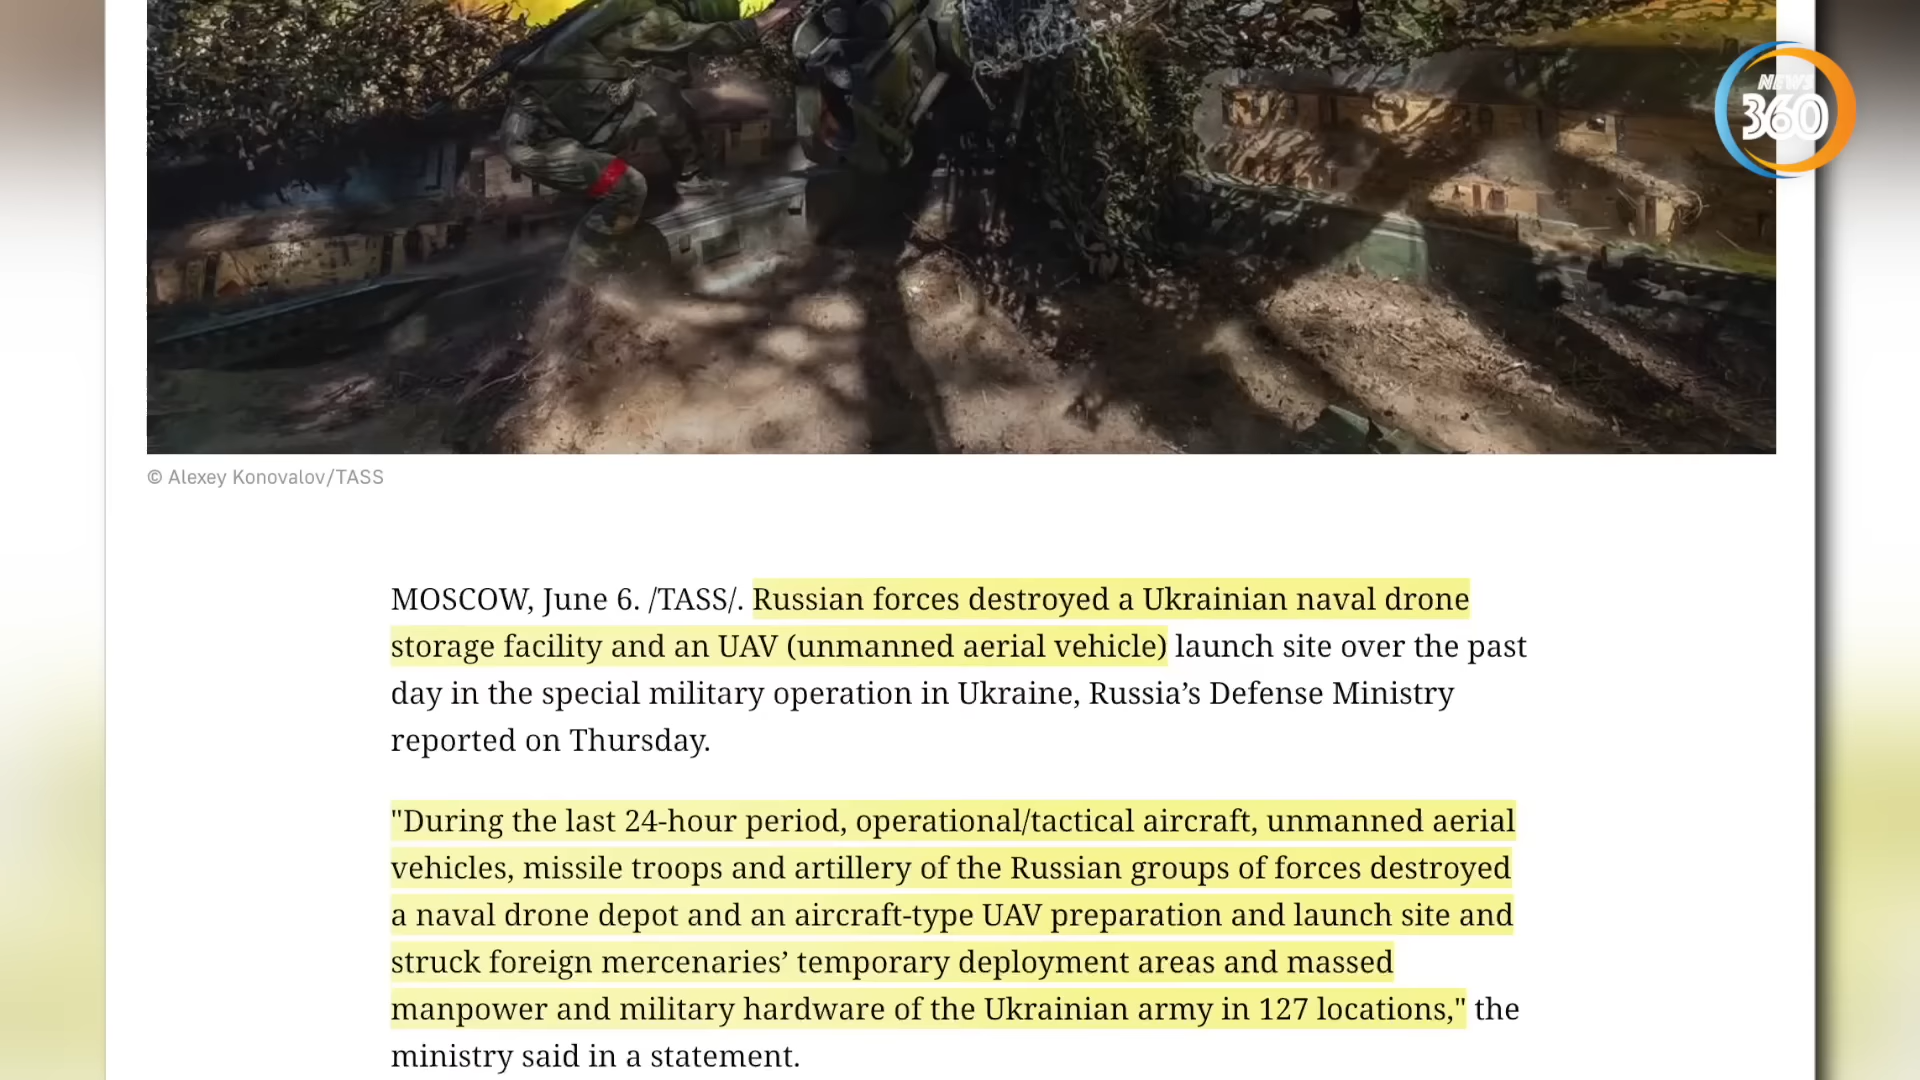 NEWS
360
© Alexey Konovalov/TASS
MOSCOW, June 6. /TASS/. Russian forces destroyed a Ukrainian naval drone
storage facility and an UAV (unmanned aerial vehicle) launch site over the past
day in the special military operation in Ukraine, Russia’s Defense Ministry
reported on Thursday.
"During the last 24-hour period, operational/tactical aircraft, unmanned aerial
vehicles, missile troops and artillery of the Russian groups of forces destroyed
a naval drone depot and an aircraft-type UAV preparation and launch site and
struck foreign mercenaries’ temporary deployment areas and massed
manpower and military hardware of the Ukrainian army in 127 locations," the
ministry said in a statement.